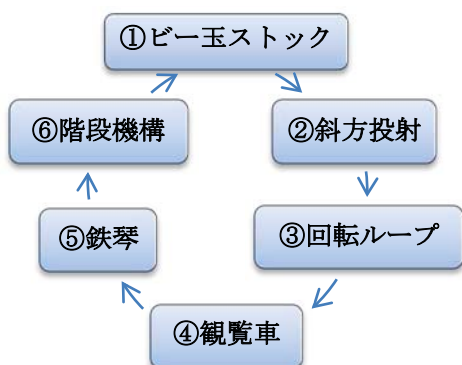 ①ビー玉ストック
②斜方投射
③回転ループ
④観覧車
⑤鉄琴
⑥階段機構